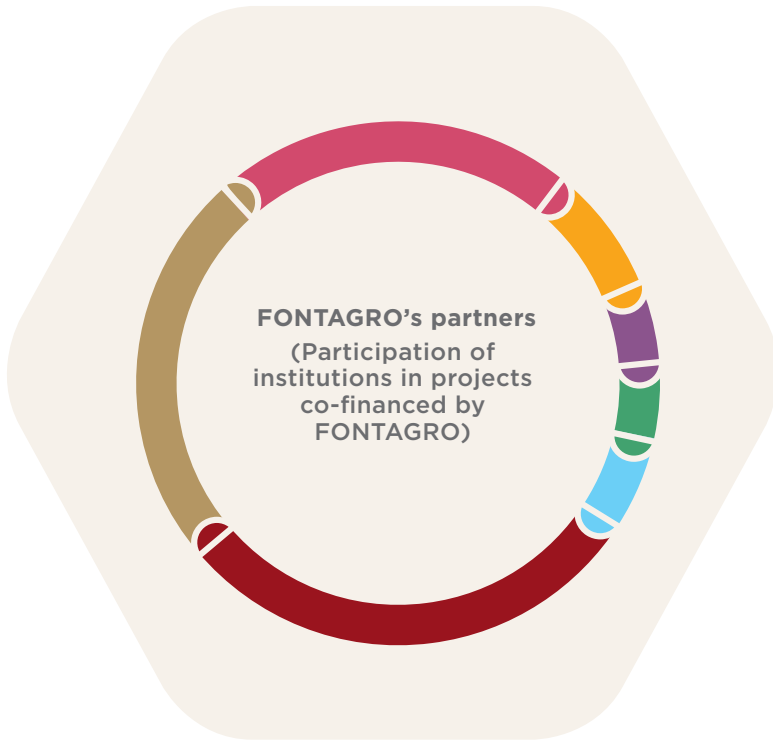 FONTAGRO’s partners
(Participation of
institutions in projects
co-financed by
FONTAGRO)